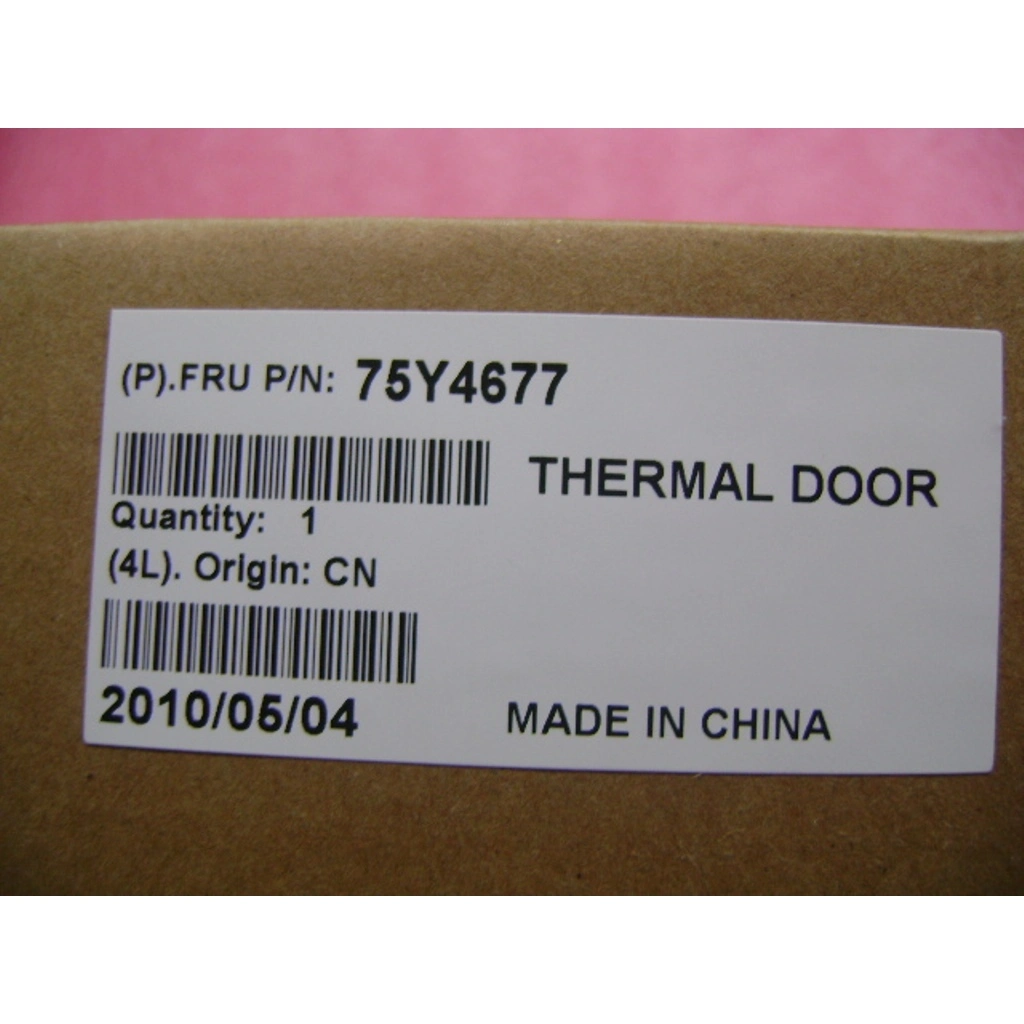 (P).FRU P/N: 75Y4677
THERMAL DOOR
Quantity: 1
(4L). Origin: CN
2010/05/04
MADE IN CHINA